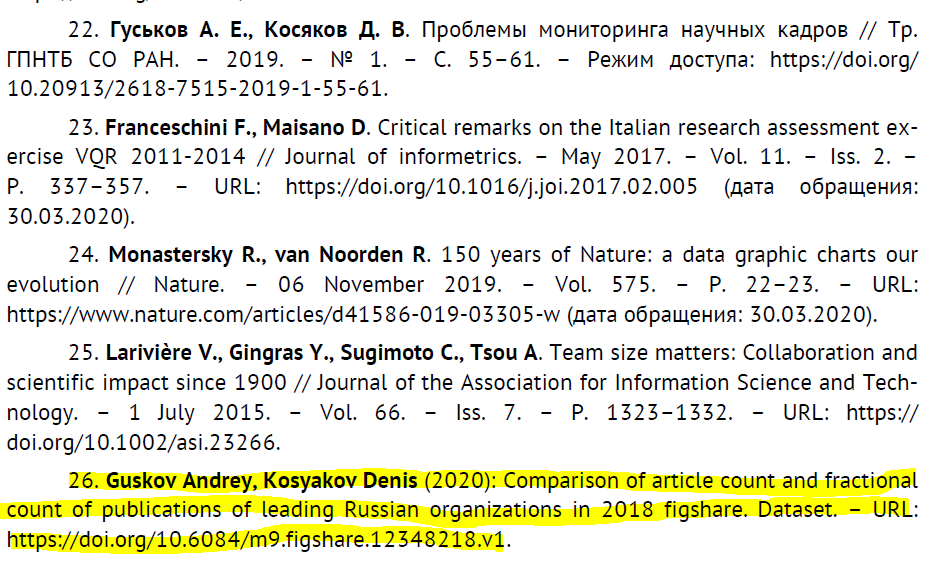 22. Гуськов А. Е., Косяков Д. В. Проблемы мониторинга научных кадров // Тр.
ГПНТБ СО РАН. – 2019. – № 1. – С. 55–61. – Режим доступа: https://doi.org/
10.20913/2618-7515-2019-1-55-61.
23. Franceschini F., Maisano D. Critical remarks on the Italian research assessment ex-
ercise VQR 2011-2014 // Journal of informetrics. – May 2017. – Vol. 11. – Iss. 2. –
P. 337–357. – URL: https://doi.org/10.1016/j.joi.2017.02.005 (дата обращения:
30.03.2020).
24. Monastersky R., van Noorden R. 150 years of Nature: a data graphic charts our
evolution // Nature. – 06 November 2019. – Vol. 575. – P. 22–23. – URL:
https://www.nature.com/articles/d41586-019-03305-w (дата обращения: 30.03.2020).
25. Larivière V., Gingras Y., Sugimoto C., Tsou A. Team size matters: Collaboration and
scientific impact since 1900 // Journal of the Association for Information Science and Tech-
nology. – 1 July 2015. – Vol. 66. – Iss. 7. – P. 1323–1332. – URL: https://
doi.org/10.1002/asi.23266.
26. Guskov Andrey, Kosyakov Denis (2020): Comparison of article count and fractional
count of publications of leading Russian organizations in 2018 figshare. Dataset. – URL:
https://doi.org/10.6084/m9.figshare.12348218.v1.